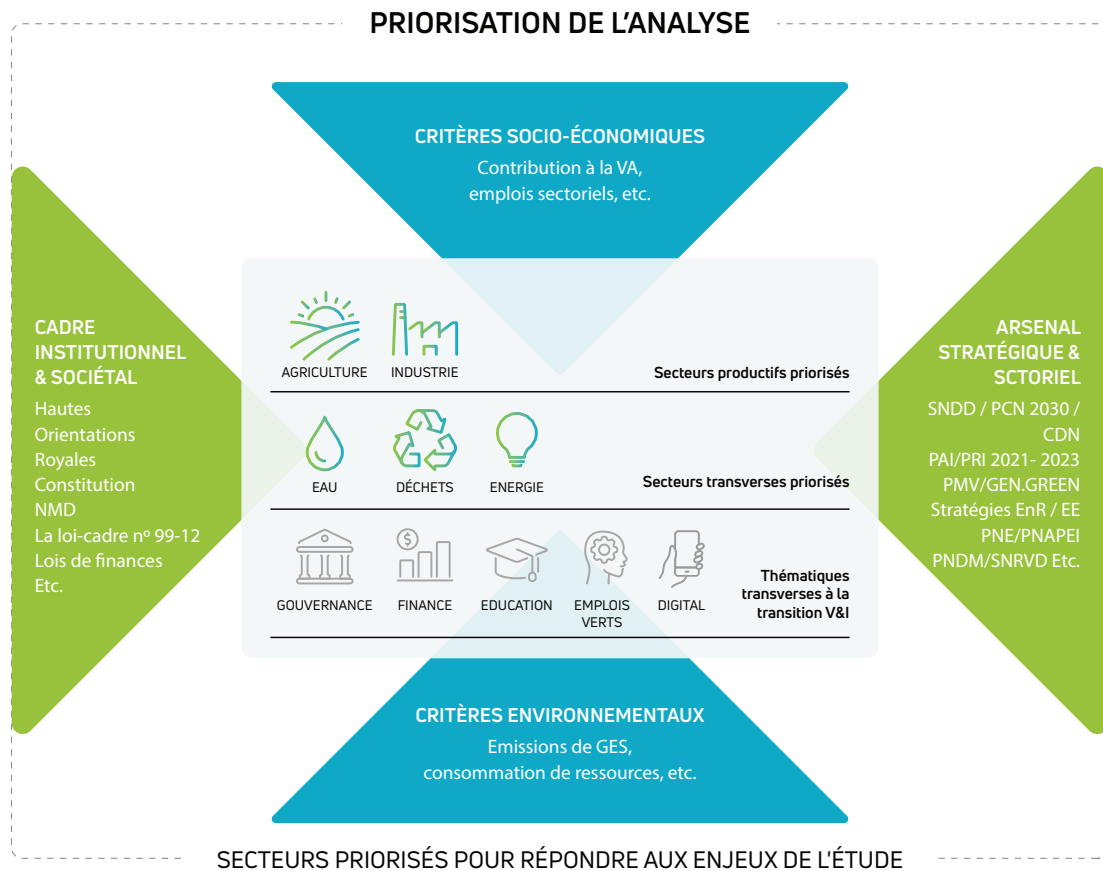 PRIORISATION DE L'ANALYSE
CRITÈRES SOCIO-ÉCONOMIQUES
Contribution à la VA,
emplois sectoriels, etc.
CADRE
INSTITUTIONNEL
& SOCIÉTAL
Hautes
Orientations
Royales
Constitution
NMD
La loi-cadre nº 99-12
Lois de finances
Etc.
AGRICULTURE
INDUSTRIE
Secteurs productifs priorisés
EAU
DÉCHETS
ENERGIE
Secteurs transverses priorisés
$
GOUVERNANCE
FINANCE
EDUCATION
EMPLOIS
VERTS
DIGITAL
Thématiques
transverses à la
transition V&I
ARSENAL
STRATÉGIQUE &
SCTORIEL
SNDD / PCN 2030 /
CDN
PAI/PRI 2021- 2023
PMV/GEN.GREEN
Stratégies EnR / EE
PNE/PNAPEI
PNDM/SNRVD Etc.
CRITÈRES ENVIRONNEMENTAUX
Emissions de GES,
consommation de ressources, etc.
SECTEURS PRIORISÉS POUR RÉPONDRE AUX ENJEUX DE L'ÉTUDE